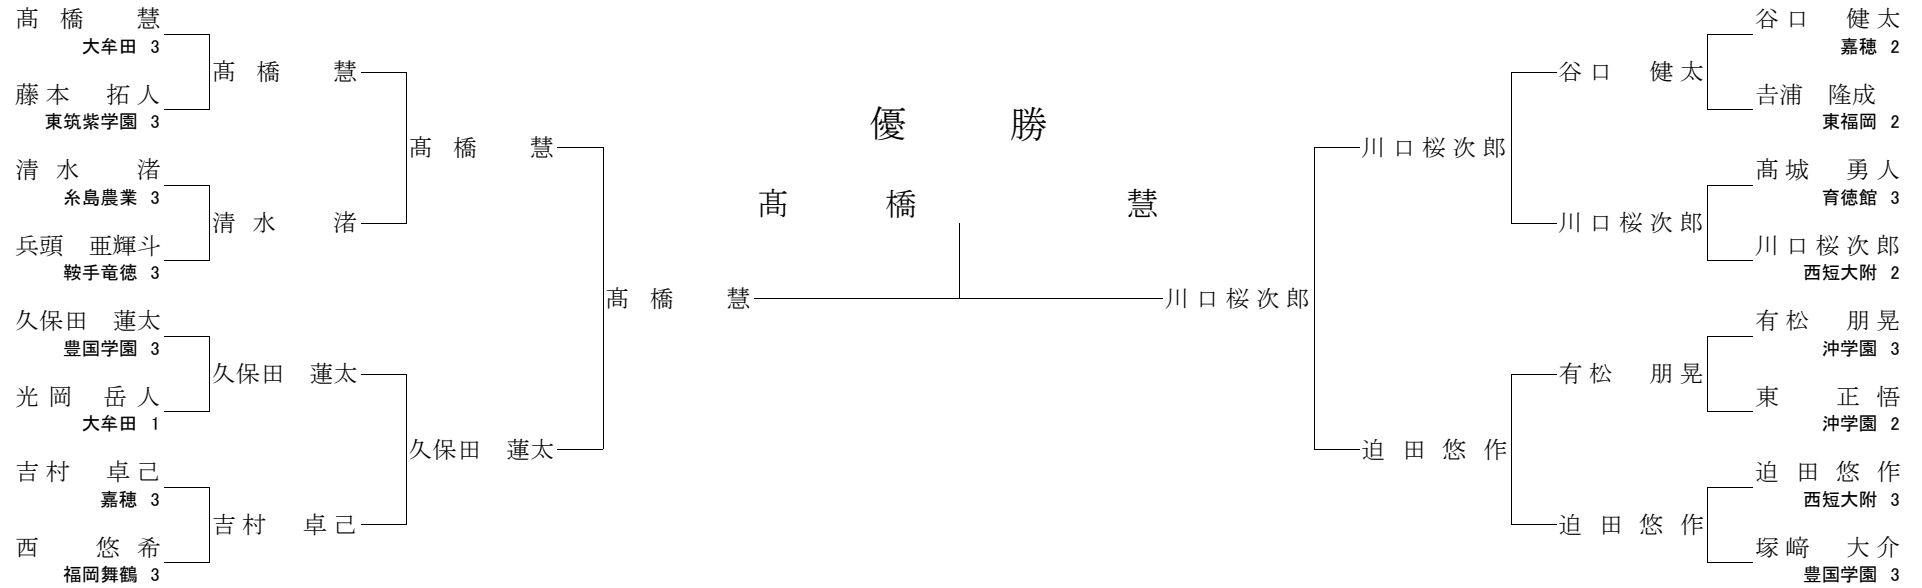 髙橋 慧
大牟田 3
藤本 拓人
東筑紫学園 3
清水 渚
糸島農業 3
兵頭 亜輝斗
鞍手竜徳 3
久保田 蓮太
豊国学園 3
光岡 岳人
大牟田 1
吉村 卓己
嘉穂 3
西 悠希
福岡舞鶴 3
髙橋 慧
清水 渚
久保田 蓮太
吉村 卓己
髙橋 慧
久保田 蓮太
髙橋 慧
優勝
髙橋 慧
川口桜次郎
川口桜次郎
迫田悠作
谷口 健太
川口桜次郎
有松 朋晃
迫田悠作
谷口 健太
嘉穂 2
𠮷浦 隆成
東福岡 2
髙城 勇人
育徳館 3
川口桜次郎
西短大附 2
有松 朋晃
沖学園 3
東 正悟
沖学園 2
迫田悠作
西短大附 3
塚﨑 大介
豊国学園 3